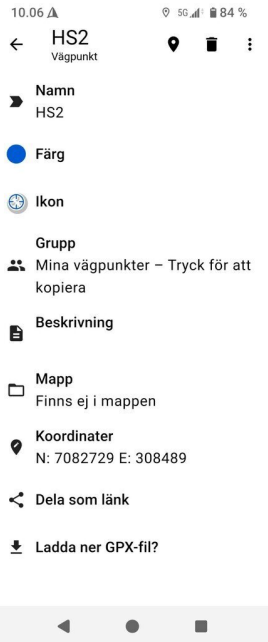 10.06 5G 84 %
HS2
Vägpunkt
Namn
HS2
Färg
Ikon
Grupp
Mina vägpunkter – Tryck för att
kopiera
Beskrivning
Mapp
Finns ej i mappen
Koordinater
N: 7082729 E: 308489
Dela som länk
Ladda ner GPX-fil?